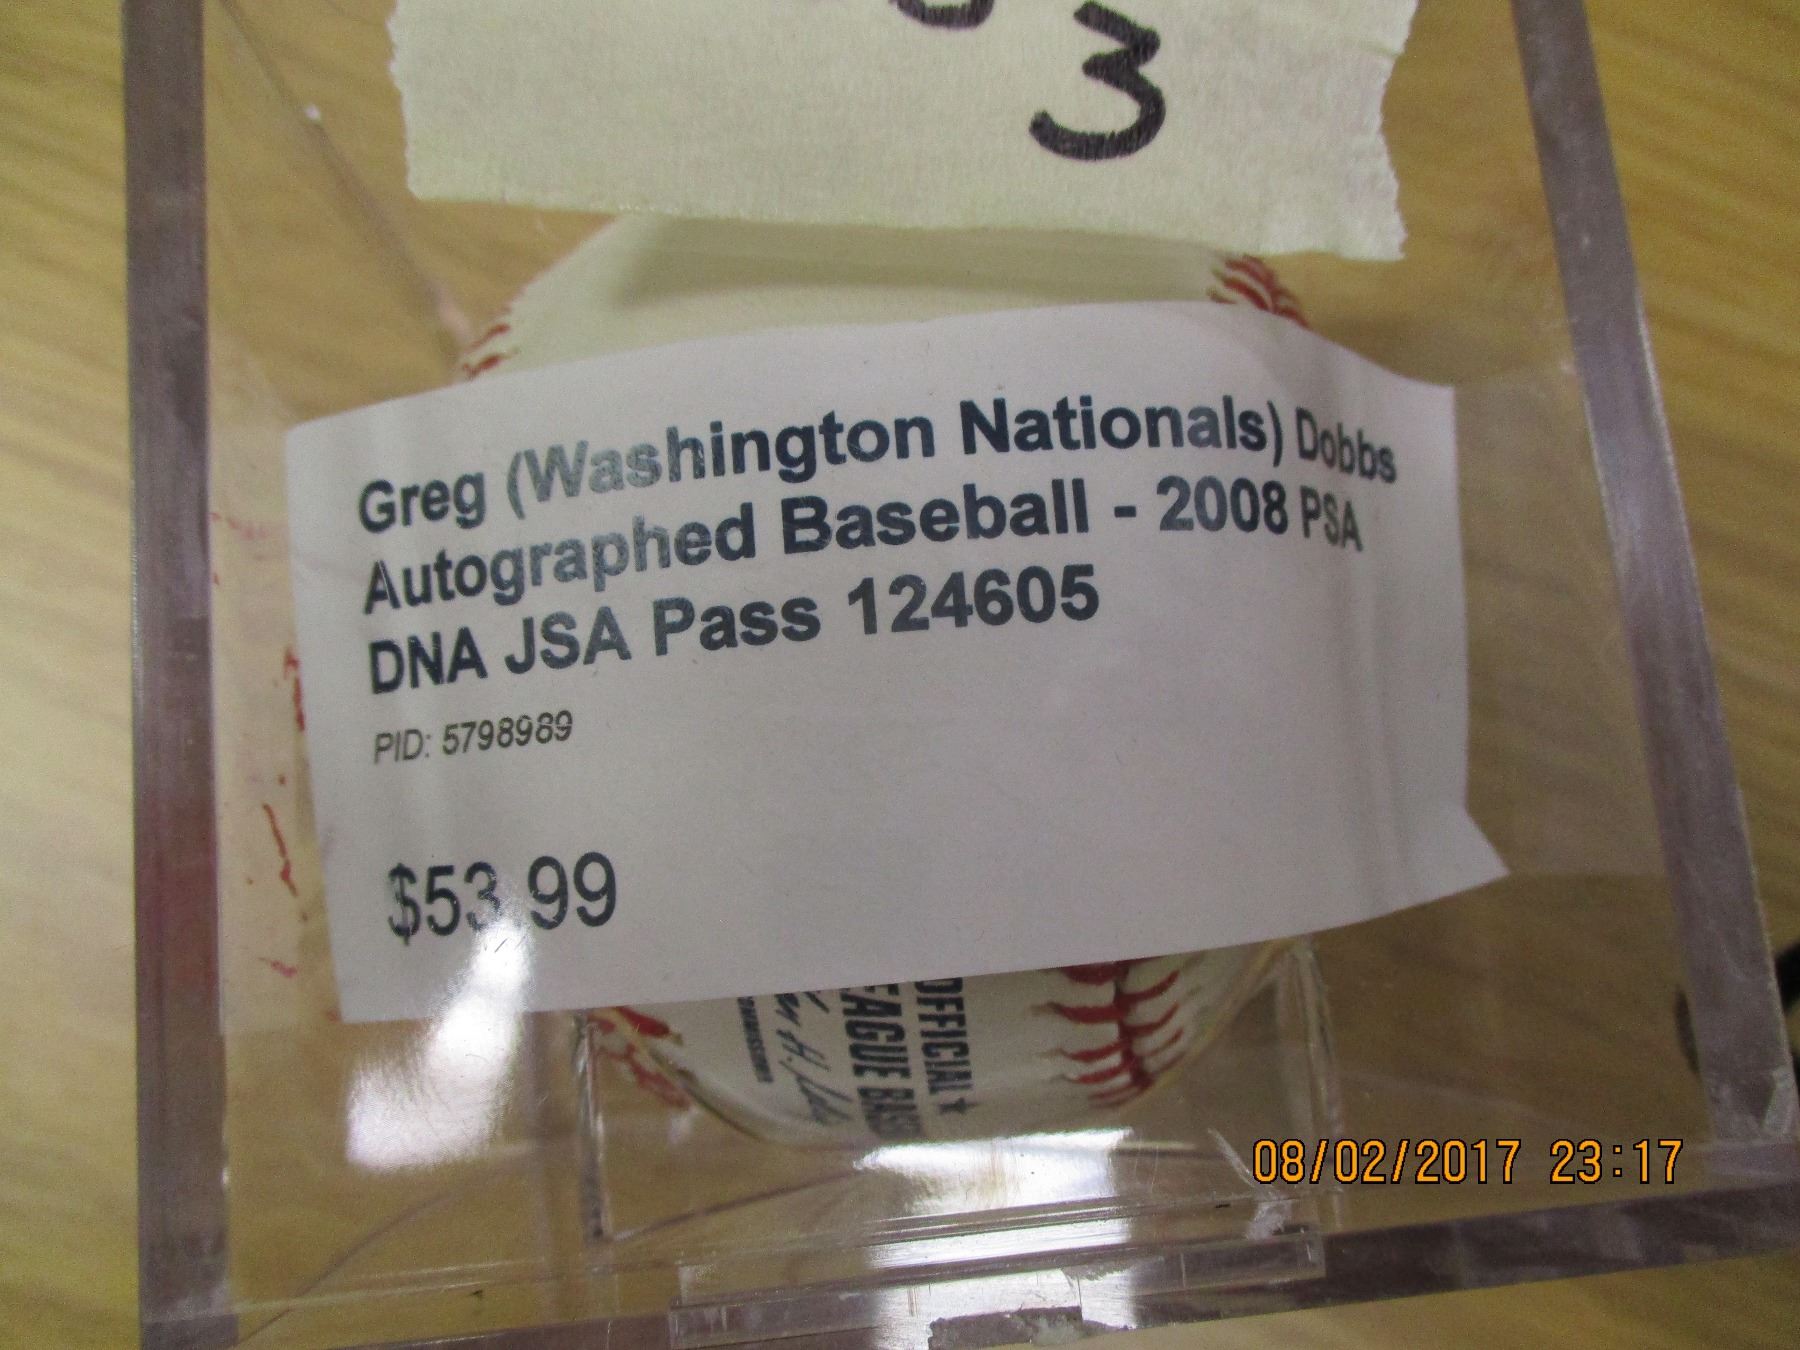 3
Greg (Washington Nationals) Dobbs
Autographed Baseball - 2008 PSA
DNA JSA Pass 124605
PID: 5798989
$53.99
OFFICIAL ★
EAGUE BASE
08/02/2017 23:17